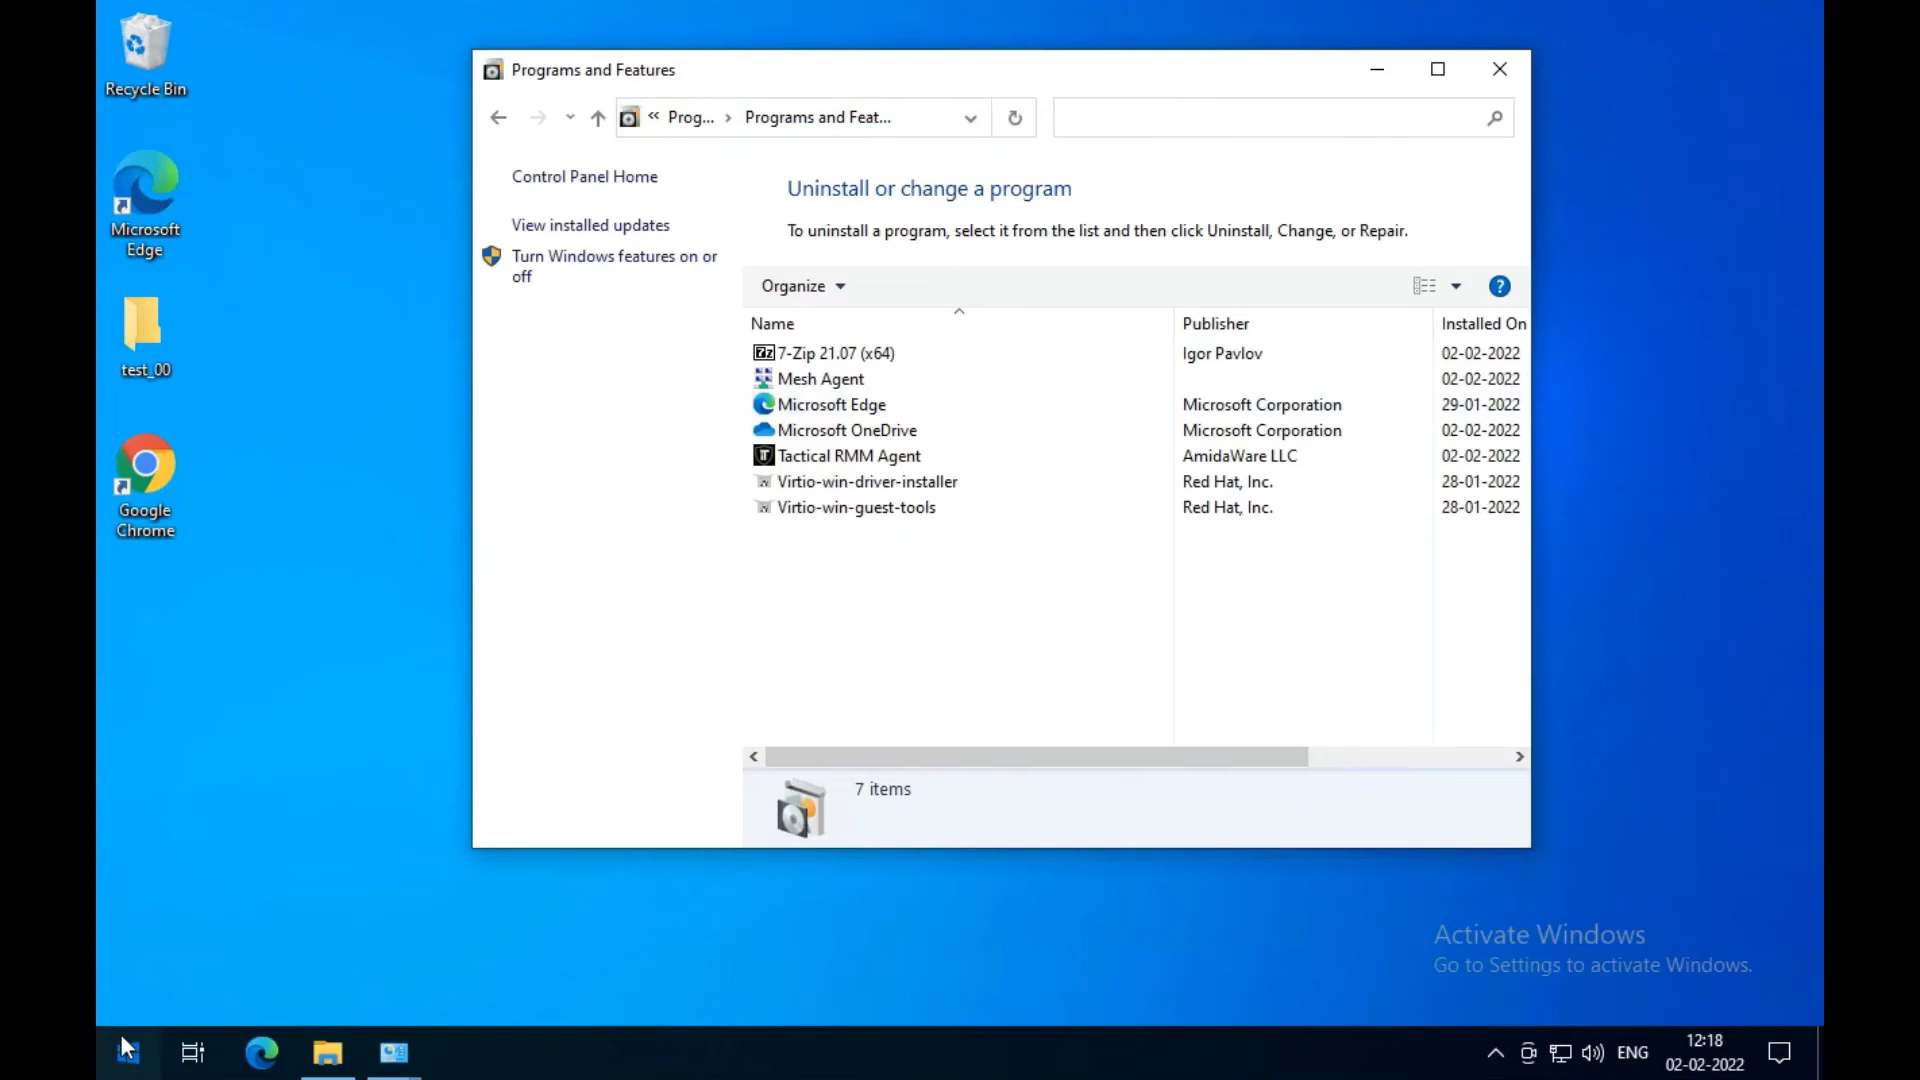 Recycle Bin
Microsoft
Edge
test_00
Google
Chrome
Programs and Features
« Prog... › Programs and Feat...
Control Panel Home
View installed updates
Turn Windows features on or
off
Uninstall or change a program
To uninstall a program, select it from the list and then click Uninstall, Change, or Repair.
Organize
Name Publisher Installed On
7-Zip 21.07 (x64) Igor Pavlov 02-02-2022
Mesh Agent 02-02-2022
Microsoft Edge Microsoft Corporation 29-01-2022
Microsoft OneDrive Microsoft Corporation 02-02-2022
Tactical RMM Agent AmidaWare LLC 02-02-2022
Virtio-win-driver-installer Red Hat, Inc. 28-01-2022
Virtio-win-guest-tools Red Hat, Inc. 28-01-2022
7 items
Activate Windows
Go to Settings to activate Windows.
ENG
12:18
02-02-2022